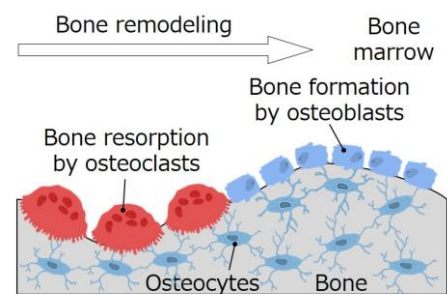 Bone remodeling
Bone
marrow
Bone formation
by osteoblasts
Bone resorption
by osteoclasts
Osteocytes
Bone